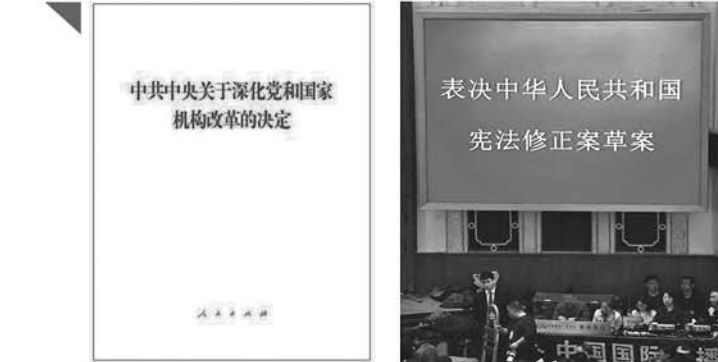 中共中央关于深化党和国家
机构改革的决定
人民出版社
表决中华人民共和国
宪法修正案草案
中国国际广播